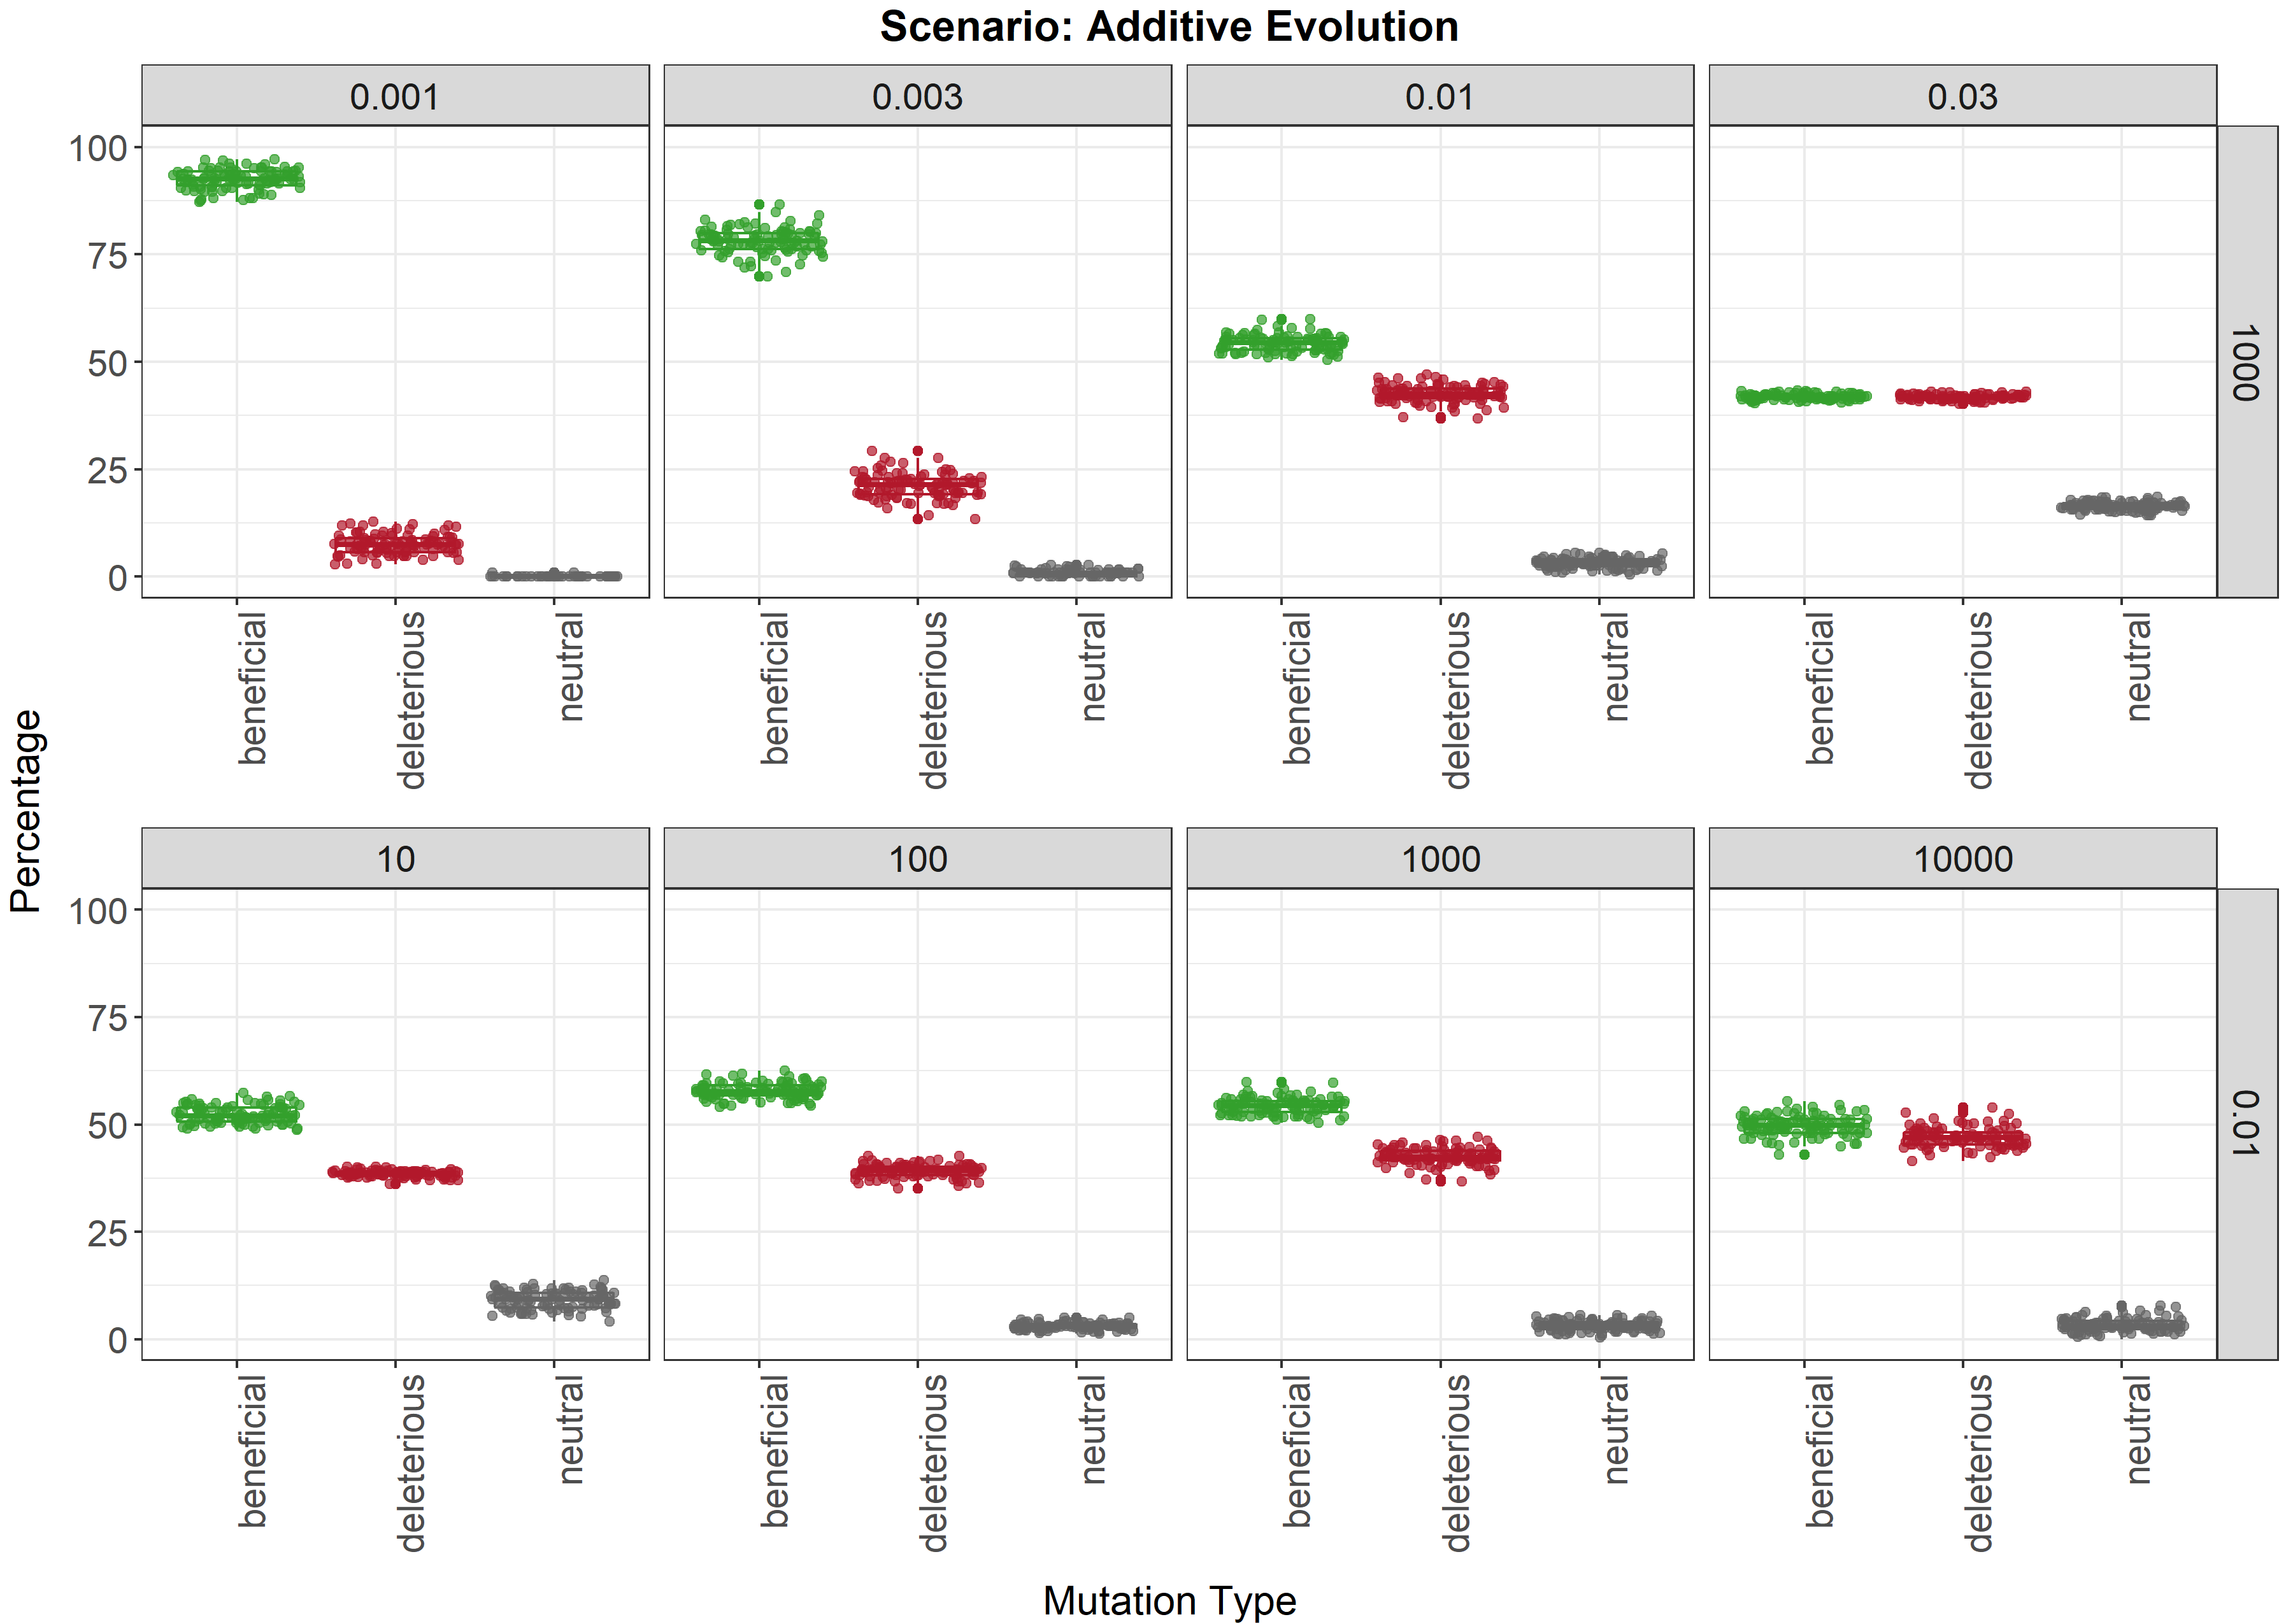 Scenario: Additive Evolution
0.001
0.003
0.01
0.03
100
75
50
25
0
1000
beneficial
deleterious
neutral
beneficial
deleterious
neutral
beneficial
deleterious
neutral
beneficial
deleterious
neutral
Percentage
10
100
1000
10000
100
75
50
25
0
0.01
beneficial
deleterious
neutral
beneficial
deleterious
neutral
beneficial
deleterious
neutral
beneficial
deleterious
neutral
Mutation Type